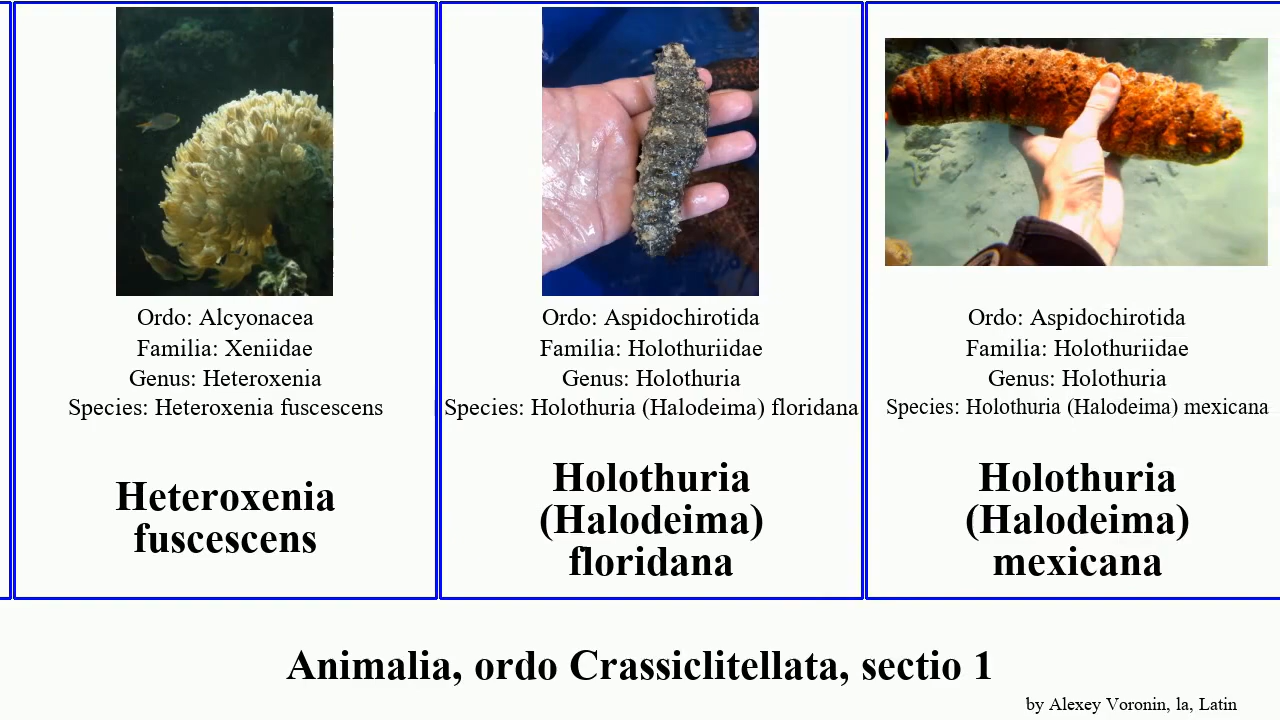 Ordo: Alcyonacea
Familia: Xeniidae
Genus: Heteroxenia
Species: Heteroxenia fuscescens
Heteroxenia
fuscescens
Ordo: Aspidochirotida
Familia: Holothuriidae
Genus: Holothuria
Species: Holothuria (Halodeima) floridana
Holothuria
(Halodeima)
floridana
Ordo: Aspidochirotida
Familia: Holothuriidae
Genus: Holothuria
Species: Holothuria (Halodeima) mexicana
Holothuria
(Halodeima)
mexicana
Animalia, ordo Crassiclitellata, sectio 1
by Alexey Voronin, la, Latin